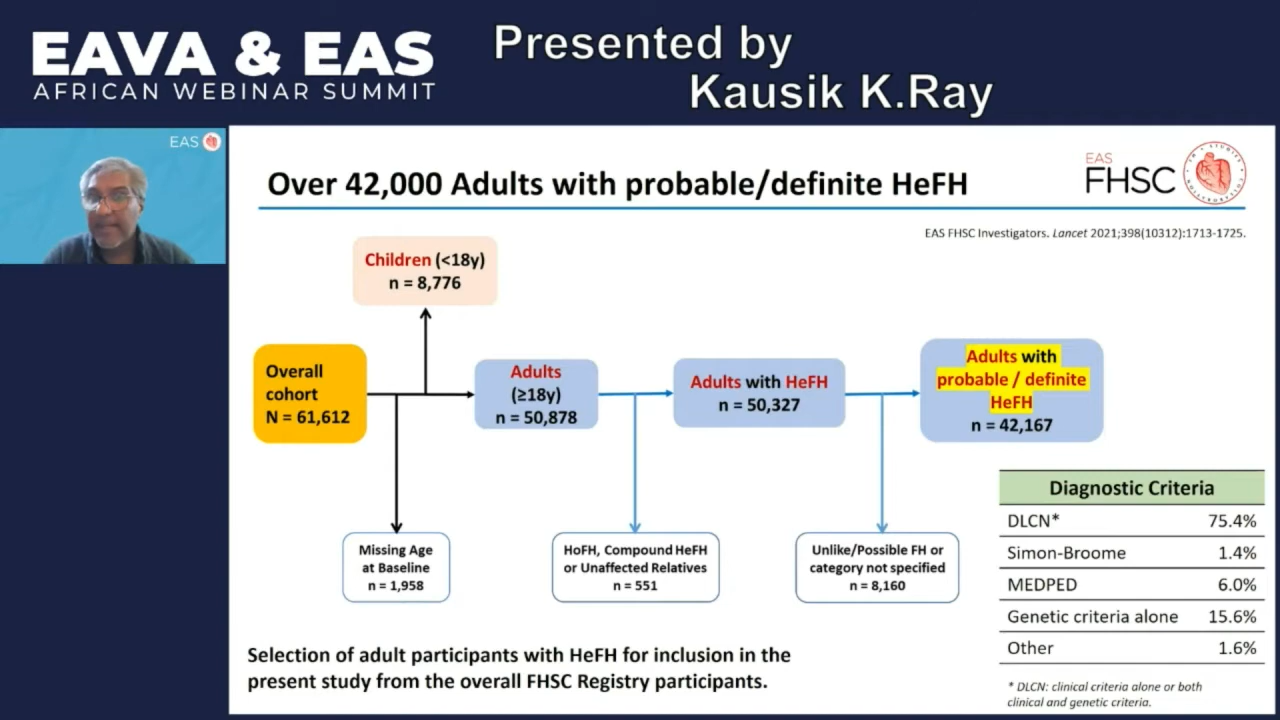 EAVA & EAS
AFRICAN WEBINAR SUMMIT
Presented by
Kausik K.Ray
EAS
Over 42,000 Adults with probable/definite HeFH
EAS
FHSC
EAS FHSC Investigators. Lancet 2021;398(10312):1713-1725.
Children (<18y)
n = 8,776
Overall
cohort
N = 61,612
Adults
(≥18y)
n = 50,878
Adults with HeFH
n = 50,327
Adults with
probable / definite
HeFH
n = 42,167
Missing Age
at Baseline
n = 1,958
HoFH, Compound HeFH
or Unaffected Relatives
n = 551
Unlike/Possible FH or
category not specified
n = 8,160
Diagnostic Criteria
DLCN* 75.4%
Simon-Broome 1.4%
MEDPED 6.0%
Genetic criteria alone 15.6%
Other 1.6%
* DLCN: clinical criteria alone or both
clinical and genetic criteria.
Selection of adult participants with HeFH for inclusion in the
present study from the overall FHSC Registry participants.